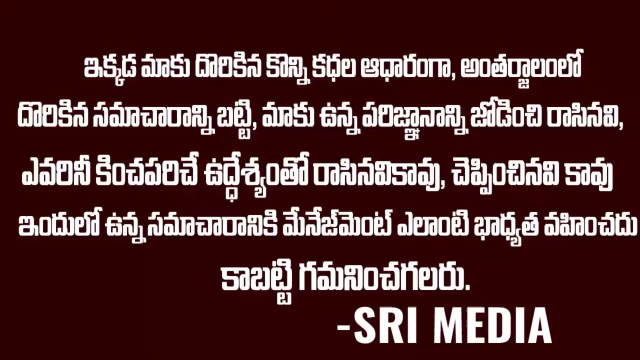 ఇక్కడ మాకు దొరికిన కొన్ని కధల ఆధారంగా, అంతర్జాలంలో
దొరికిన సమాచారాన్ని బట్టి, మాకు ఉన్న పరిజ్ఞానాన్ని జోడించి రాసినవి,
ఎవరినీ కించపరిచే ఉద్ధేశ్యంతో రాసినవికావు, చెప్పించినవి కావు
ఇందులో ఉన్న సమాచారానికి మేనేజ్‌మెంట్ ఎలాంటి భాధ్యత వహించదు
కాబట్టి గమనించగలరు.
-SRI MEDIA